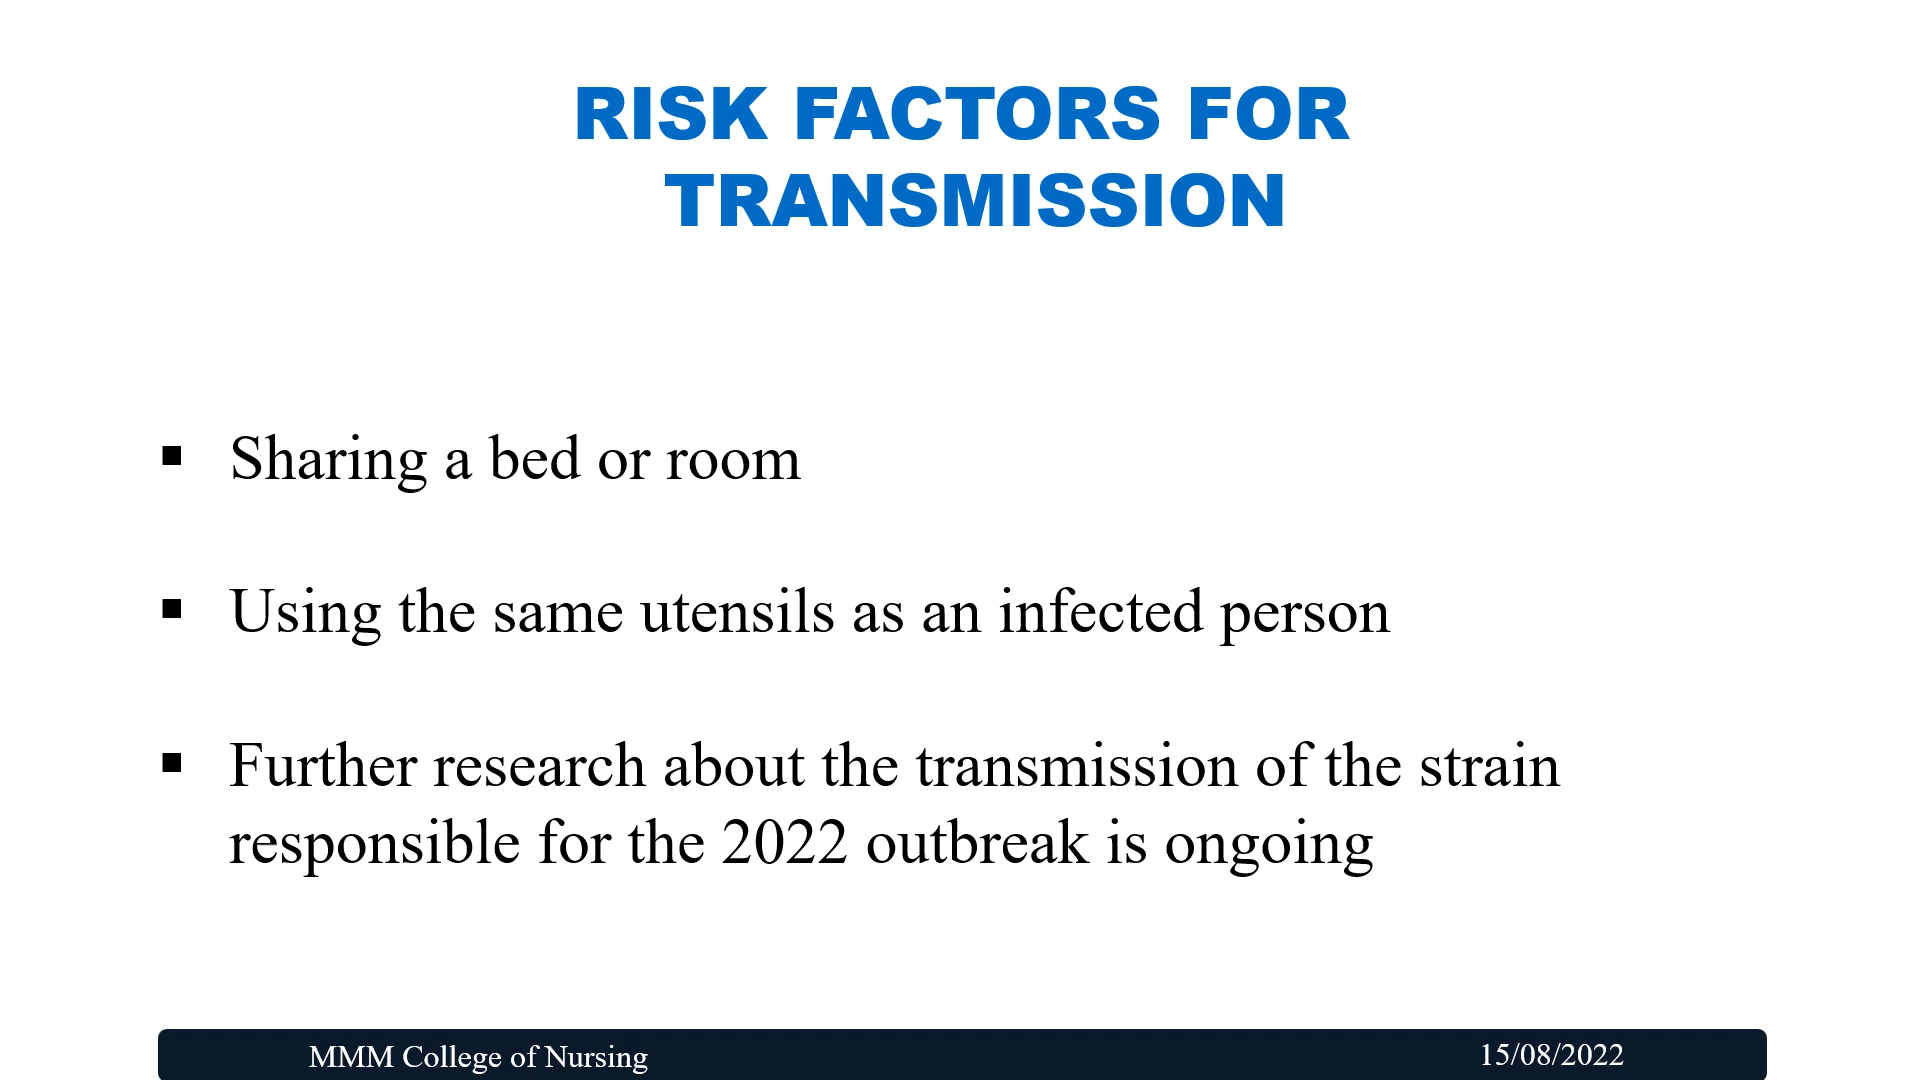 RISK FACTORS FOR
TRANSMISSION
▪ Sharing a bed or room
▪ Using the same utensils as an infected person
▪ Further research about the transmission of the strain
responsible for the 2022 outbreak is ongoing
MMM College of Nursing
15/08/2022